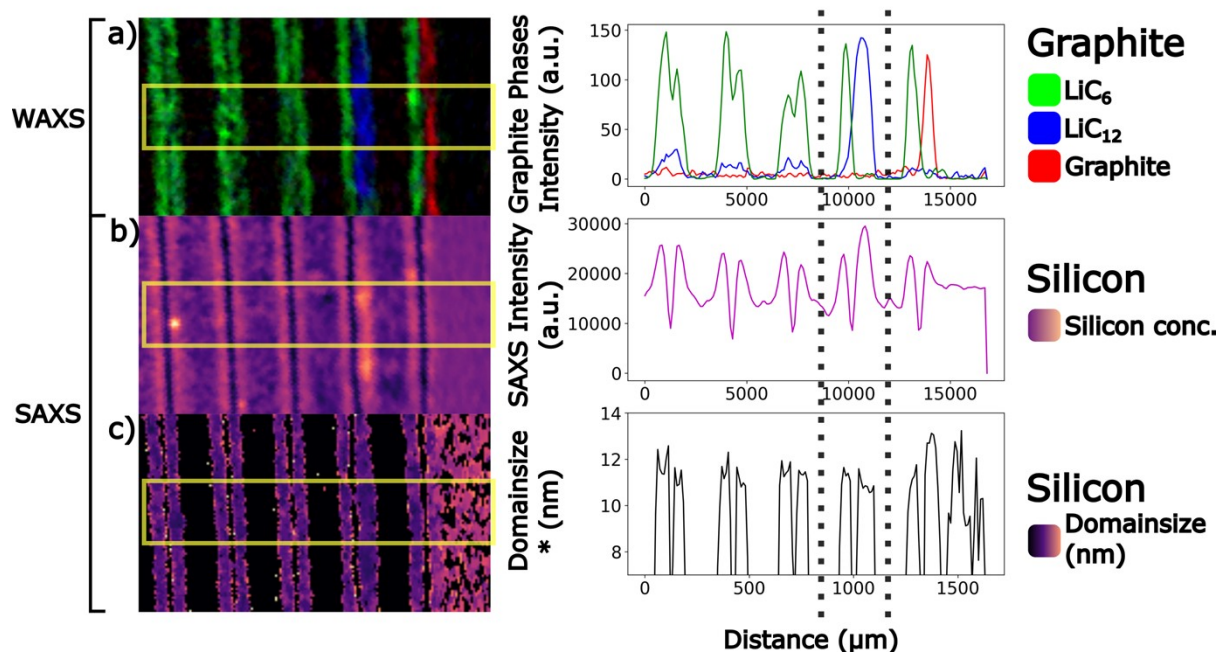 WAXS
SAXS
a)
b)
c)
Graphite Phases
Intensity (a.u.)
150
100
50
0
0
5000
10000
15000
SAXS Intensity
(a.u.)
30000
20000
10000
0
0
5000
10000
15000
Domainsize
* (nm)
14
12
10
8
0
500
1000
1500
Distance (µm)
Graphite
LiC₆
LiC₁₂
Graphite
Silicon
Silicon conc.
Silicon
Domainsize
(nm)